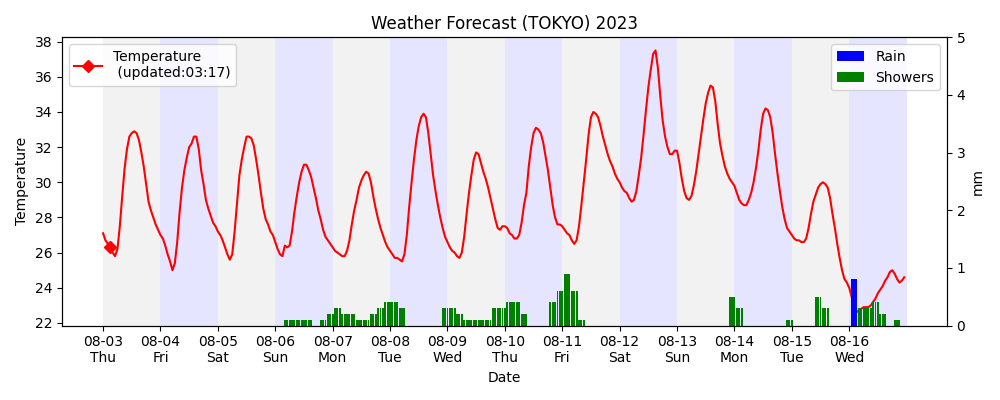 Weather Forecast (TOKYO) 2023
Temperature
(updated:03:17)
Rain
Showers
Temperature
38
36
34
32
30
28
26
24
22
5
4
3
2
1
0
mm
08-03 08-04 08-05 08-06 08-07 08-08 08-09 08-10 08-11 08-12 08-13 08-14 08-15 08-16
Thu Fri Sat Sun Mon Tue Wed Thu Fri Sat Sun Mon Tue Wed
Date